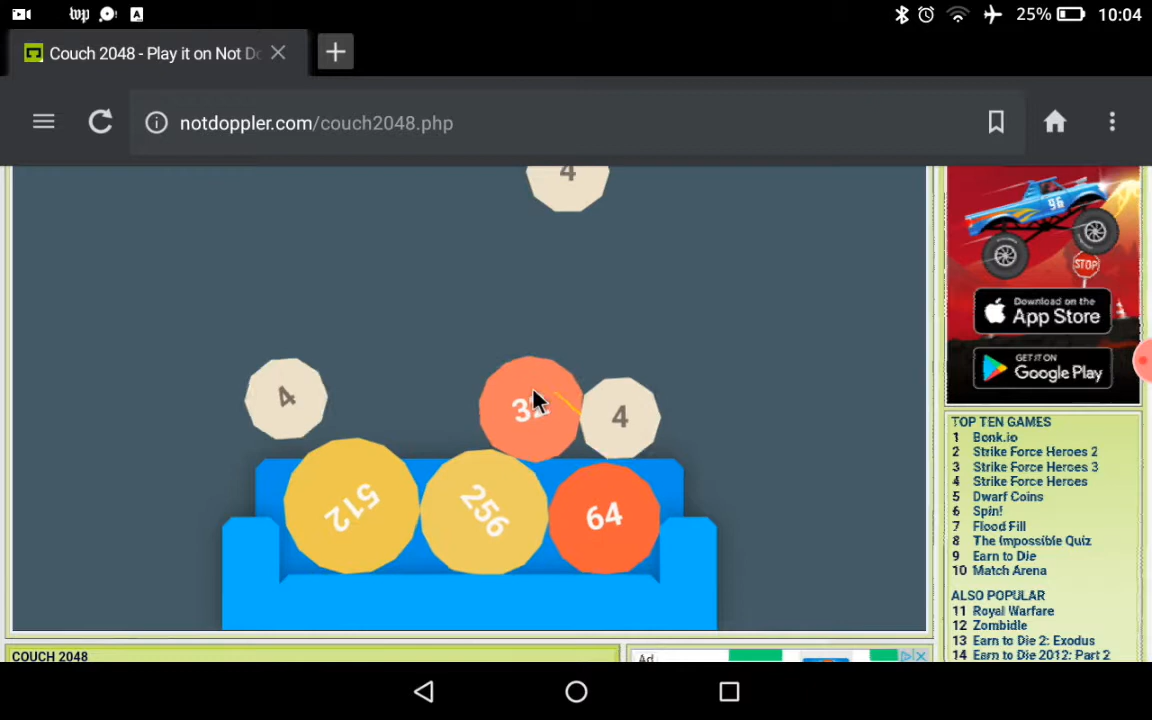 25% 10:04
Couch 2048 - Play it on Not Do
notdoppler.com/couch2048.php
4
96
STOP
Download on the
App Store
GET IT ON
Google Play
4
32
4
512
256
64
TOP TEN GAMES
1 Bonk.io
2 Strike Force Heroes 2
3 Strike Force Heroes 3
4 Strike Force Heroes
5 Dwarf Coins
6 Spin!
7 Flood Fill
8 The Impossible Quiz
9 Earn to Die
10 Match Arena
ALSO POPULAR
11 Royal Warfare
12 Zombidle
13 Earn to Die 2: Exodus
14 Earn to Die 2012: Part 2
COUCH 2048
Ad